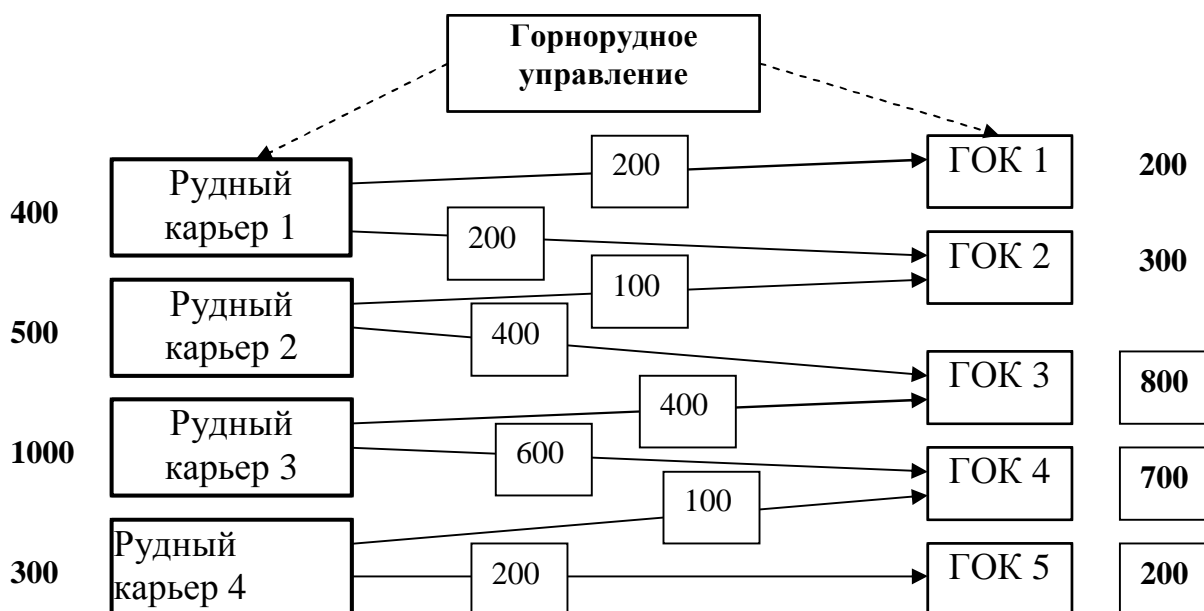 Горнорудное
управление
200
ГОК 1
200
Рудный
карьер 1
400
200
ГОК 2
300
100
Рудный
карьер 2
500
400
ГОК 3
800
400
Рудный
карьер 3
1000
600
ГОК 4
700
100
Рудный
карьер 4
300
200
ГОК 5
200